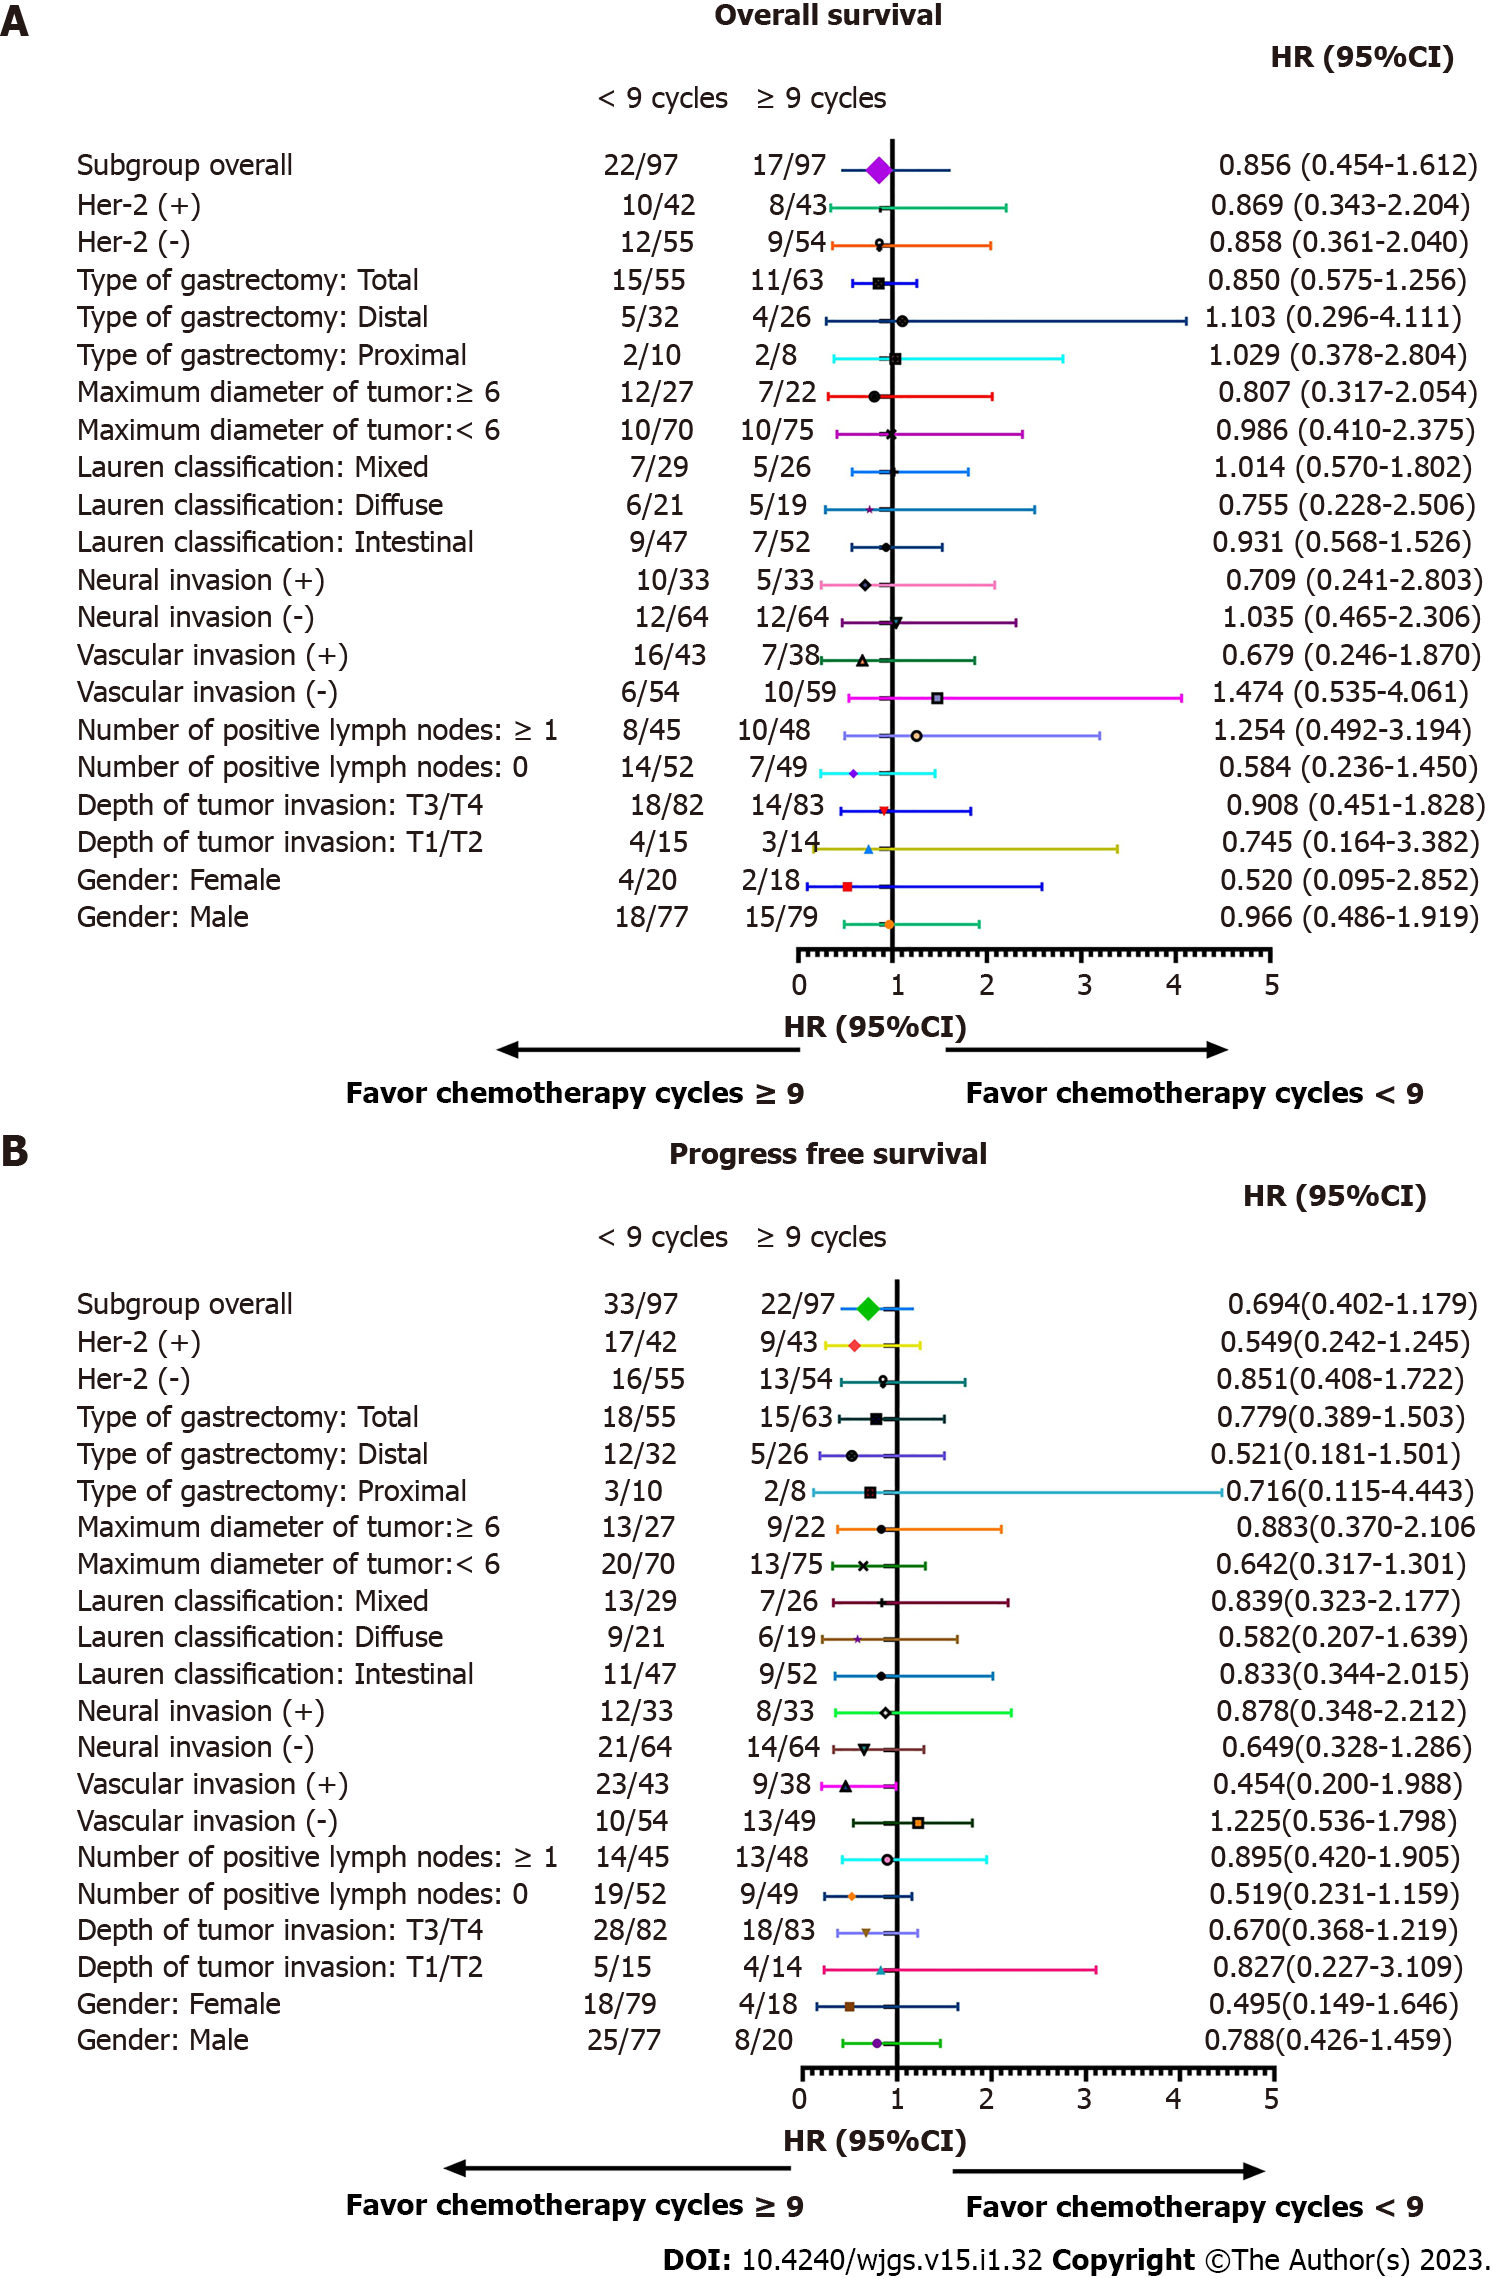 A
Overall survival
HR (95%CI)
< 9 cycles ≥ 9 cycles
Subgroup overall 22/97 17/97 0.856 (0.454-1.612)
Her-2 (+) 10/42 8/43 0.869 (0.343-2.204)
Her-2 (-) 12/55 9/54 0.858 (0.361-2.040)
Type of gastrectomy: Total 15/55 11/63 0.850 (0.575-1.256)
Type of gastrectomy: Distal 5/32 4/26 1.103 (0.296-4.111)
Type of gastrectomy: Proximal 2/10 2/8 1.029 (0.378-2.804)
Maximum diameter of tumor:≥ 6 12/27 7/22 0.807 (0.317-2.054)
Maximum diameter of tumor:< 6 10/70 10/75 0.986 (0.410-2.375)
Lauren classification: Mixed 7/29 5/26 1.014 (0.570-1.802)
Lauren classification: Diffuse 6/21 5/19 0.755 (0.228-2.506)
Lauren classification: Intestinal 9/47 7/52 0.931 (0.568-1.526)
Neural invasion (+) 10/33 5/33 0.709 (0.241-2.803)
Neural invasion (-) 12/64 12/64 1.035 (0.465-2.306)
Vascular invasion (+) 16/43 7/38 0.679 (0.246-1.870)
Vascular invasion (-) 6/54 10/59 1.474 (0.535-4.061)
Number of positive lymph nodes: ≥ 1 8/45 10/48 1.254 (0.492-3.194)
Number of positive lymph nodes: 0 14/52 7/49 0.584 (0.236-1.450)
Depth of tumor invasion: T3/T4 18/82 14/83 0.908 (0.451-1.828)
Depth of tumor invasion: T1/T2 4/15 3/14 0.745 (0.164-3.382)
Gender: Female 4/20 2/18 0.520 (0.095-2.852)
Gender: Male 18/77 15/79 0.966 (0.486-1.919)
0 1 2 3 4 5
HR (95%CI)
Favor chemotherapy cycles ≥ 9 Favor chemotherapy cycles < 9
B
Progress free survival
HR (95%CI)
< 9 cycles ≥ 9 cycles
Subgroup overall 33/97 22/97 0.694(0.402-1.179)
Her-2 (+) 17/42 9/43 0.549(0.242-1.245)
Her-2 (-) 16/55 13/54 0.851(0.408-1.722)
Type of gastrectomy: Total 18/55 15/63 0.779(0.389-1.503)
Type of gastrectomy: Distal 12/32 5/26 0.521(0.181-1.501)
Type of gastrectomy: Proximal 3/10 2/8 0.716(0.115-4.443)
Maximum diameter of tumor:≥ 6 13/27 9/22 0.883(0.370-2.106
Maximum diameter of tumor:< 6 20/70 13/75 0.642(0.317-1.301)
Lauren classification: Mixed 13/29 7/26 0.839(0.323-2.177)
Lauren classification: Diffuse 9/21 6/19 0.582(0.207-1.639)
Lauren classification: Intestinal 11/47 9/52 0.833(0.344-2.015)
Neural invasion (+) 12/33 8/33 0.878(0.348-2.212)
Neural invasion (-) 21/64 14/64 0.649(0.328-1.286)
Vascular invasion (+) 23/43 9/38 0.454(0.200-1.988)
Vascular invasion (-) 10/54 13/49 1.225(0.536-1.798)
Number of positive lymph nodes: ≥ 1 14/45 13/48 0.895(0.420-1.905)
Number of positive lymph nodes: 0 19/52 9/49 0.519(0.231-1.159)
Depth of tumor invasion: T3/T4 28/82 18/83 0.670(0.368-1.219)
Depth of tumor invasion: T1/T2 5/15 4/14 0.827(0.227-3.109)
Gender: Female 18/79 4/18 0.495(0.149-1.646)
Gender: Male 25/77 8/20 0.788(0.426-1.459)
0 1 2 3 4 5
HR (95%CI)
Favor chemotherapy cycles ≥ 9 Favor chemotherapy cycles < 9
DOI: 10.4240/wjgs.v15.i1.32 Copyright ©The Author(s) 2023.